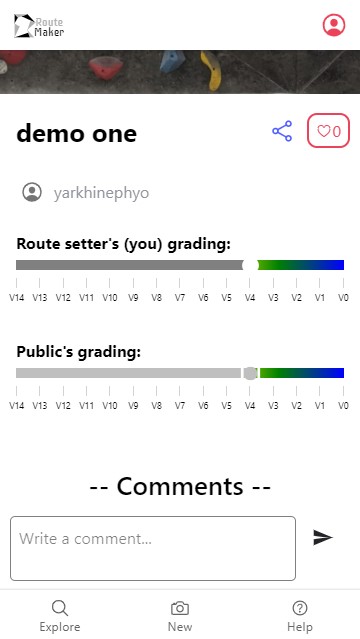 Route
Maker
demo one
0
yarkhinephyo
Route setter's (you) grading:
V14 V13 V12 V11 V10 V9 V8 V7 V6 V5 V4 V3 V2 V1 V0
Public's grading:
V14 V13 V12 V11 V10 V9 V8 V7 V6 V5 V4 V3 V2 V1 V0
-- Comments --
Write a comment...
Explore New Help